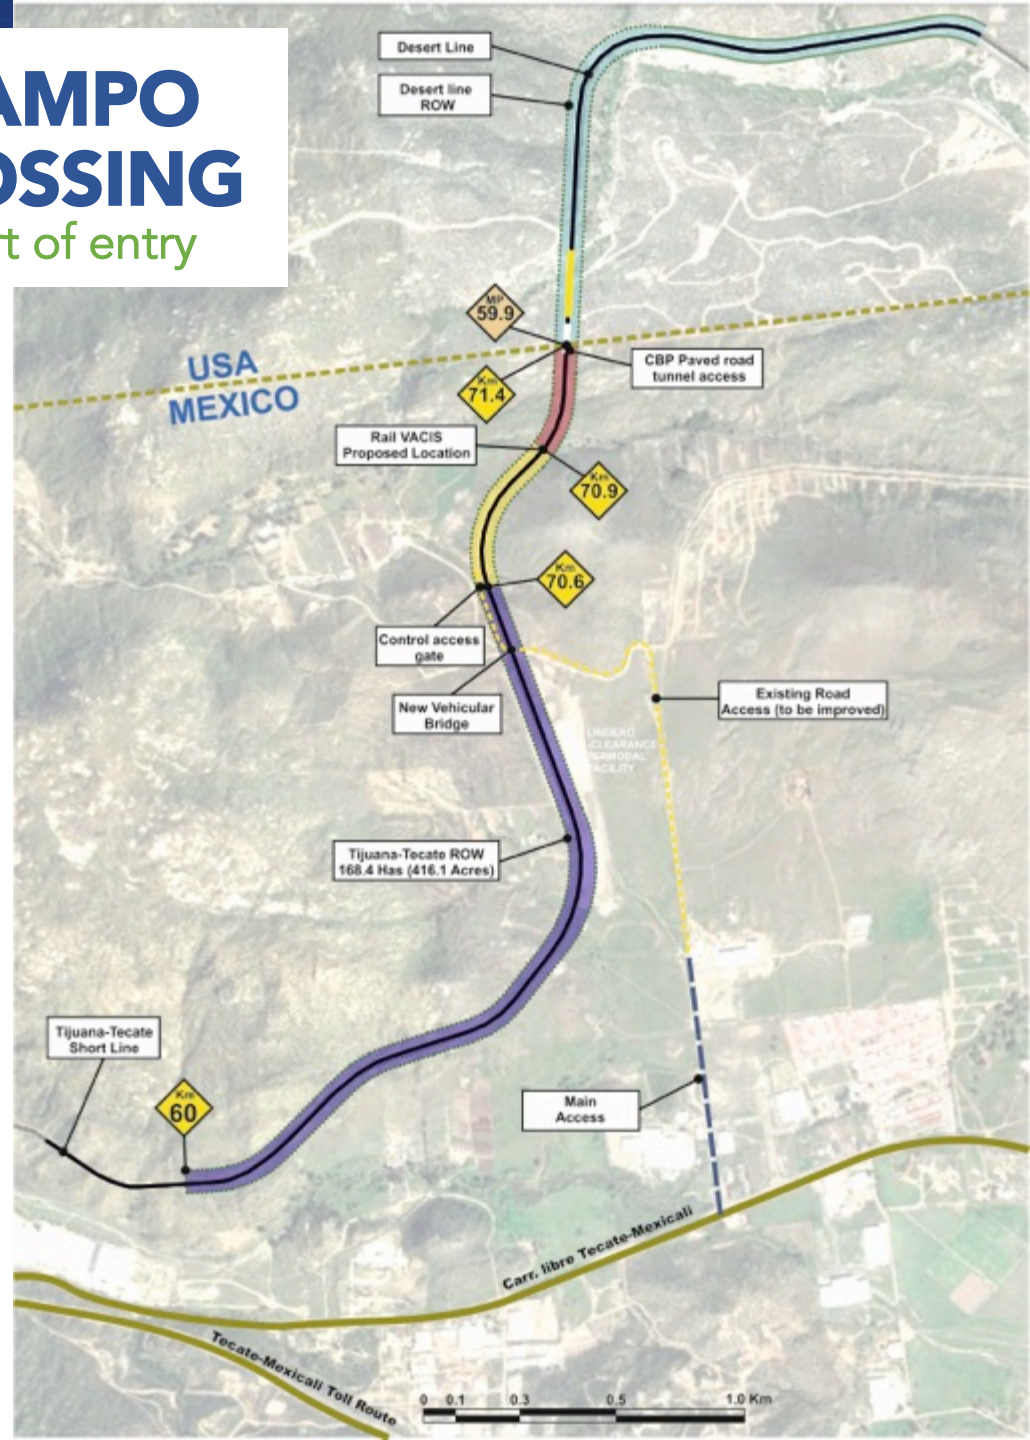 AMPO
OSSING
rt of entry
Desert Line
Desert line
ROW
MP
59.9
USA
MEXICO
CBP Paved road
tunnel access
Km
71.4
Rail VACIS
Proposed Location
Km
70.9
Km
70.6
Control access
gate
New Vehicular
Bridge
Existing Road
Access (to be improved)
LINDERO
-CLEARANCE
FACILITY
Tijuana-Tecate ROW
168.4 Has (416.1 Acres)
Tijuana-Tecate
Short Line
Km
60
Main
Access
Carr. libre Tecate-Mexicali
Tecate-Mexicali Toll Route
0 0.1 0.3 0.5 1.0 Km